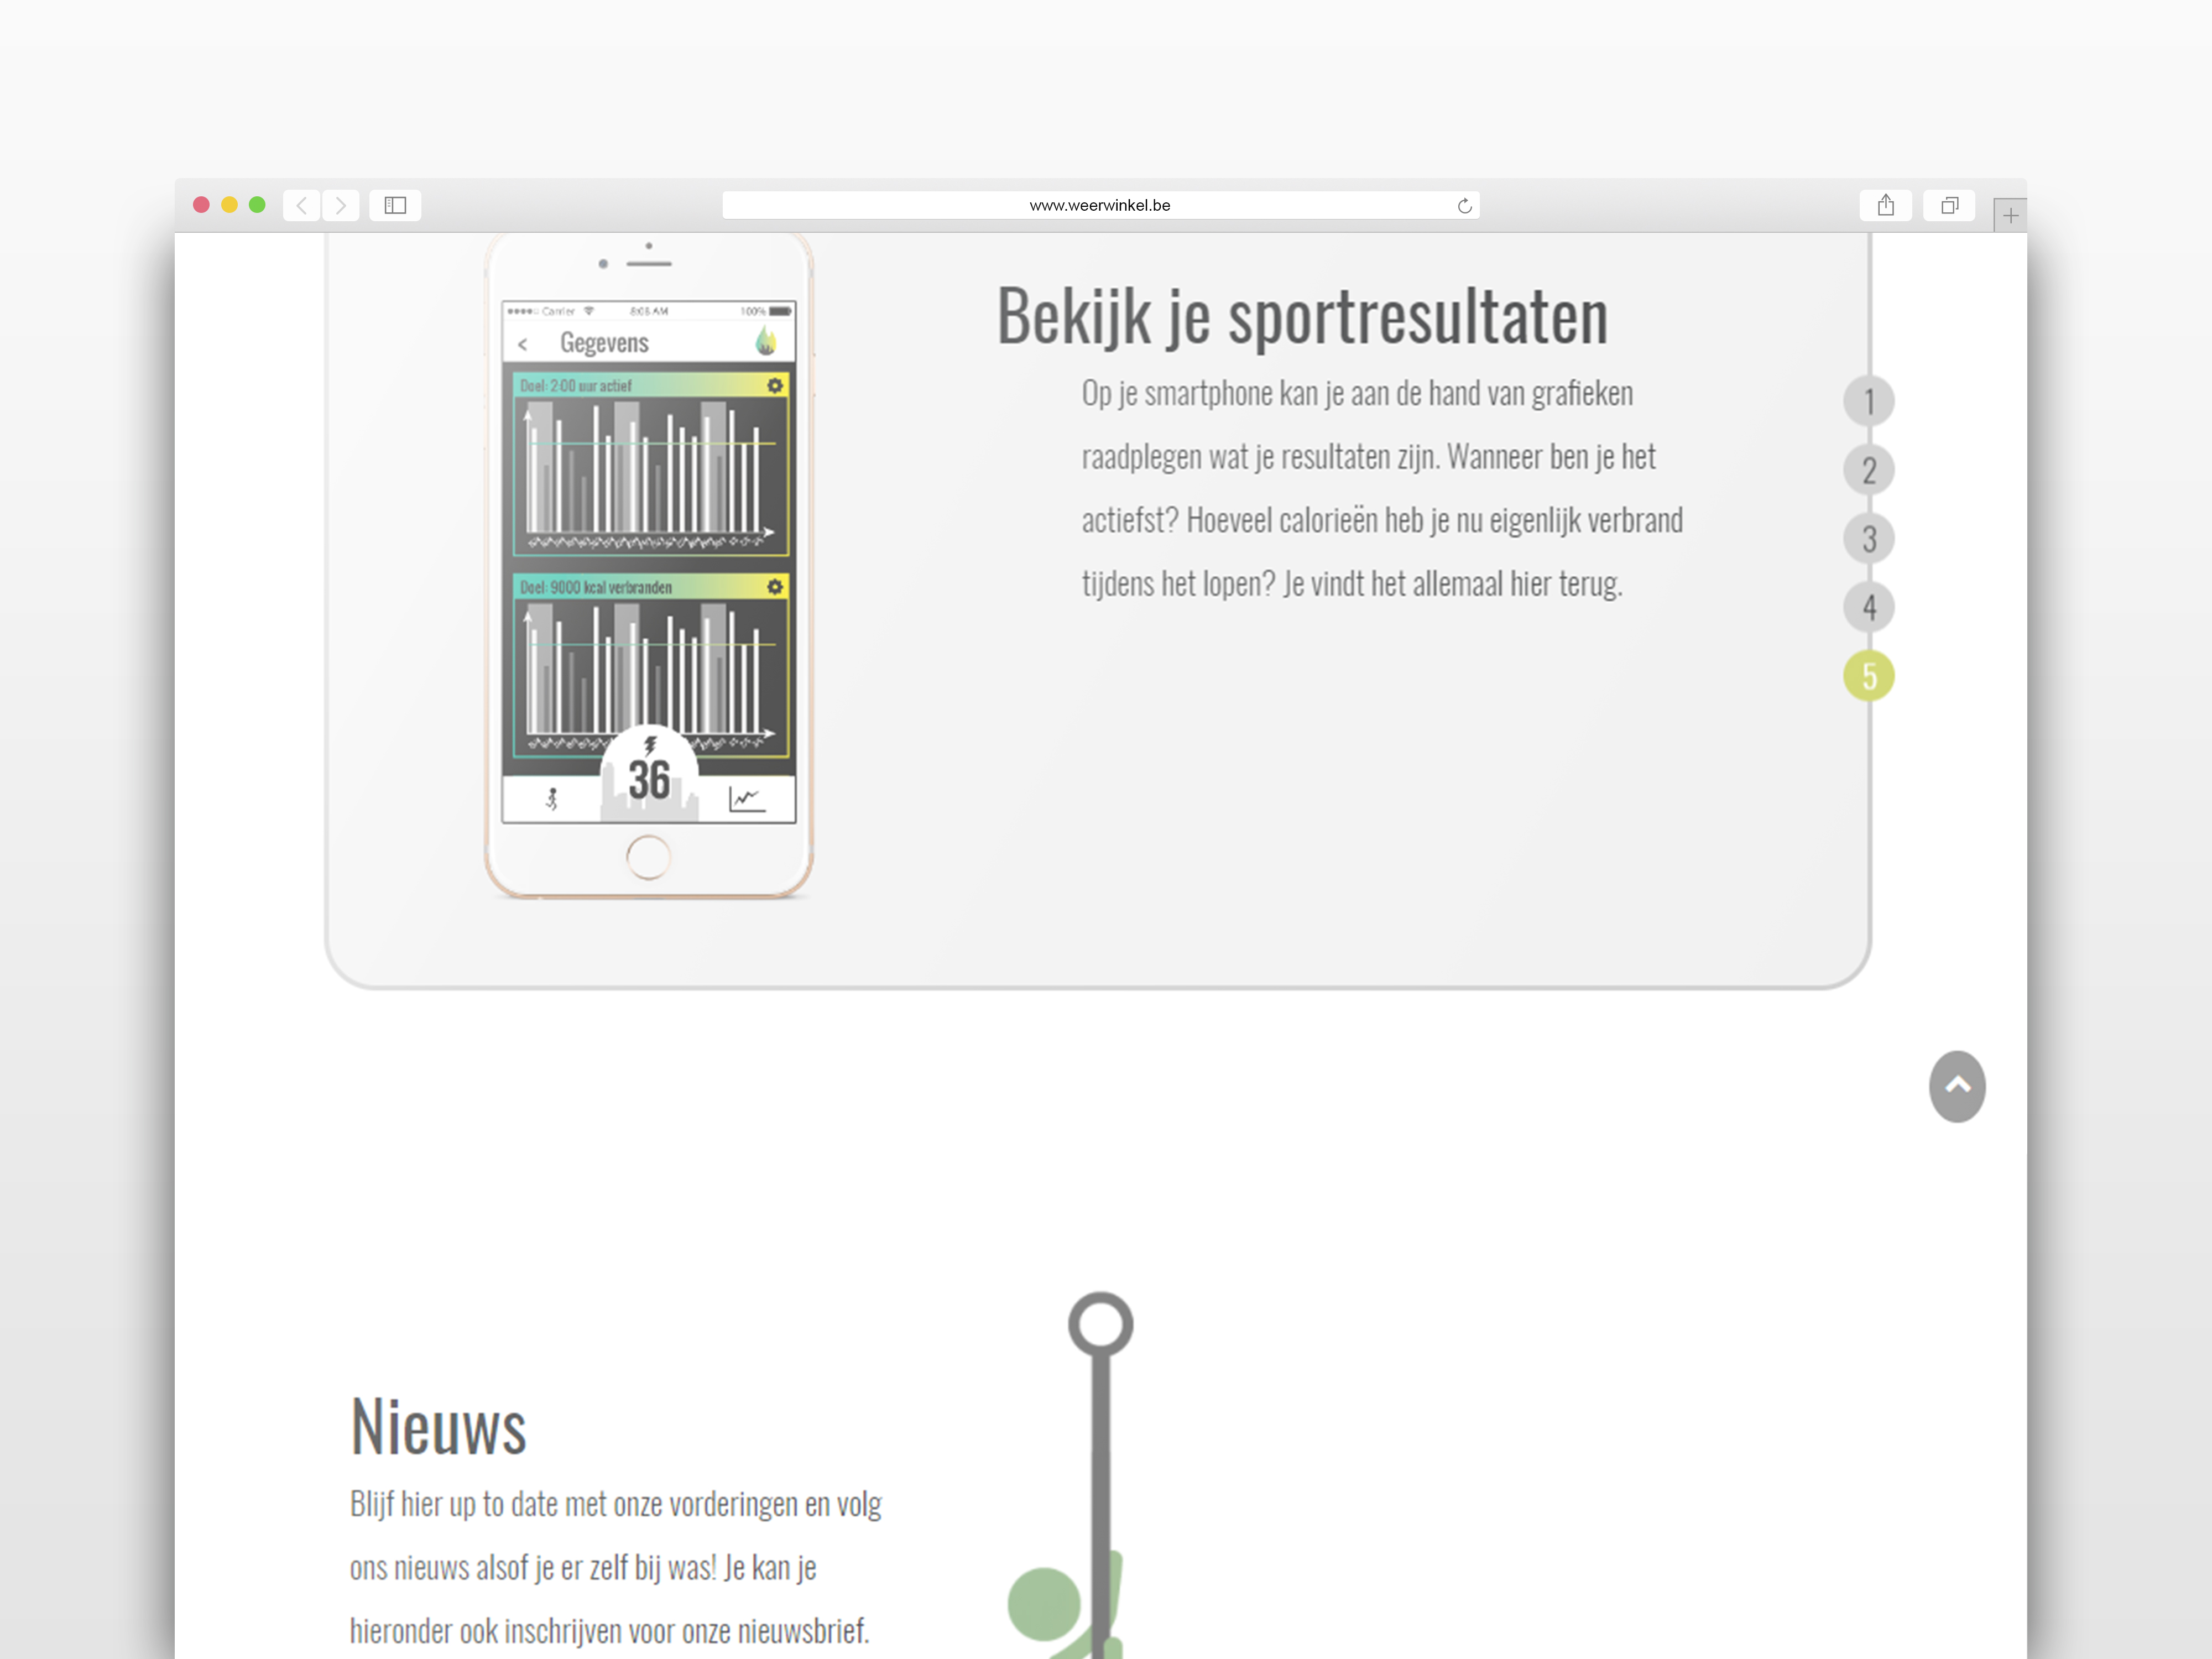 www.weerwinkel.be
Carrier 8:08 AM 100%
< Gegevens
Doel: 2:00 uur actief
Doel: 9000 kcal verbranden
36
Bekijk je sportresultaten
Op je smartphone kan je aan de hand van grafieken
raadplegen wat je resultaten zijn. Wanneer ben je het
actiefst? Hoeveel calorieën heb je nu eigenlijk verbrand
tijdens het lopen? Je vindt het allemaal hier terug.
1
2
3
4
5
Nieuws
Blijf hier up to date met onze vorderingen en volg
ons nieuws alsof je er zelf bij was! Je kan je
hieronder ook inschrijven voor onze nieuwsbrief.